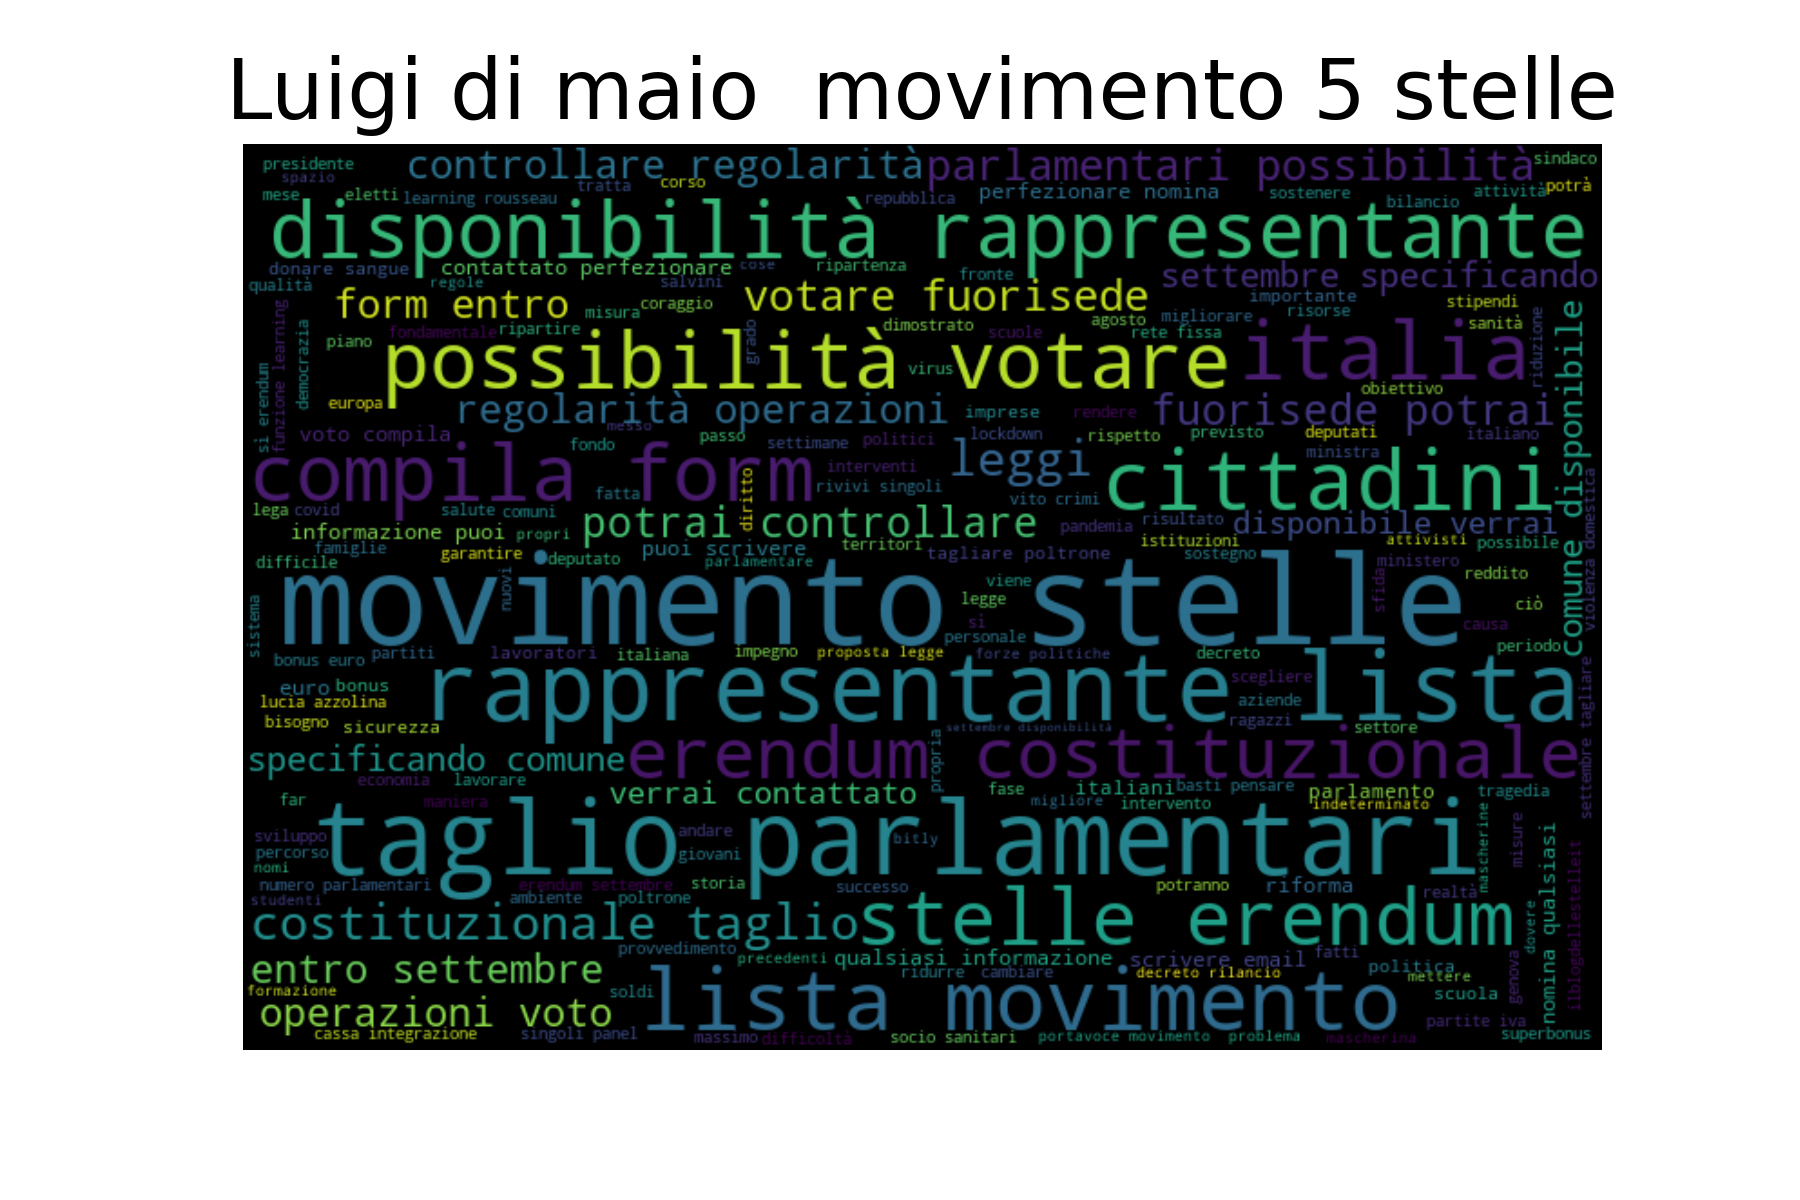 Luigi di maio  movimento 5 stelle
presidente
controllare regolarità
parlamentari possibilità
sindaco
spazio
tratta
corso
mese
eletti
learning rousseau
repubblica
perfezionare nomina
sostenere
attività
potrà
bilancio
disponibilità rappresentante
donare sangue
contattato perfezionare
cose
ripartenza
fronte
settembre specificando
qualità
regole
salvini
form entro
misura
coraggio
votare fuorisede
importante
risorse
stipendi
funzione learning
democrazia
fondamentale
ripartire
grado
dimostrato
scuole
agosto
migliorare
rete fissa
sanità
riduzione
comune disponibile
piano
possibilità votare
virus
italia
obiettivo
si erendum
europa
regolarità operazioni
imprese
rendere
fuorisede potrai
voto compila
messo
fondo
passo
settimane
politici
lockdown
rispetto
previsto
deputati
italiano
compila form
interventi
leggi
ministra
cittadini
diritto
fatta
rivivi singoli
vito crimi
violenza domestica
lega
covid
salute
comuni
potrai
controllare
pandemia
risultato
disponibile verrai
informazione puoi
propri
famiglie
garantire
deputato
puoi scrivere
territori
tagliare poltrone
istituzioni
sostegno
attivisti
possibile
difficile
parlamentare
ministero
movimento stelle
nuovi
viene
legge
si
sfida
reddito
ciò
sistema
personale
causa
bonus euro
partiti
lavoratori
italiana
impegno
proposta legge
forze politiche
decreto
periodo
euro
bonus
rappresentante
lista
scegliere
aziende
settembre tagliare
lucia azzolina
bisogno
sicurezza
settembre disponibilità
ragazzi
settore
specificando comune
erendum costituzionale
propria
economia
lavorare
far
maniera
verrai contattato
fase
italiani
basti pensare
parlamento
tragedia
migliore
intervento
indeterminato
taglio
parlamentari
sviluppo
andare
bitly
mascherine
misure
percorso
giovani
nomi
numero parlamentari
erendum settembre
storia
successo
potranno
riforma
realtà
nomina qualsiasi
ilblogdellestelleit
studenti
ambiente
poltrone
costituzionale taglio
stelle erendum
dovere
provvedimento
precedenti
qualsiasi informazione
scrivere email
fatti
entro settembre
ridurre
cambiare
decreto rilancio
politica
mettere
genova
formazione
soldi
lista movimento
scuola
operazioni voto
partite iva
cassa integrazione
singoli panel
massimo
difficoltà
socio sanitari
portavoce movimento
problema
mascherina
superbonus